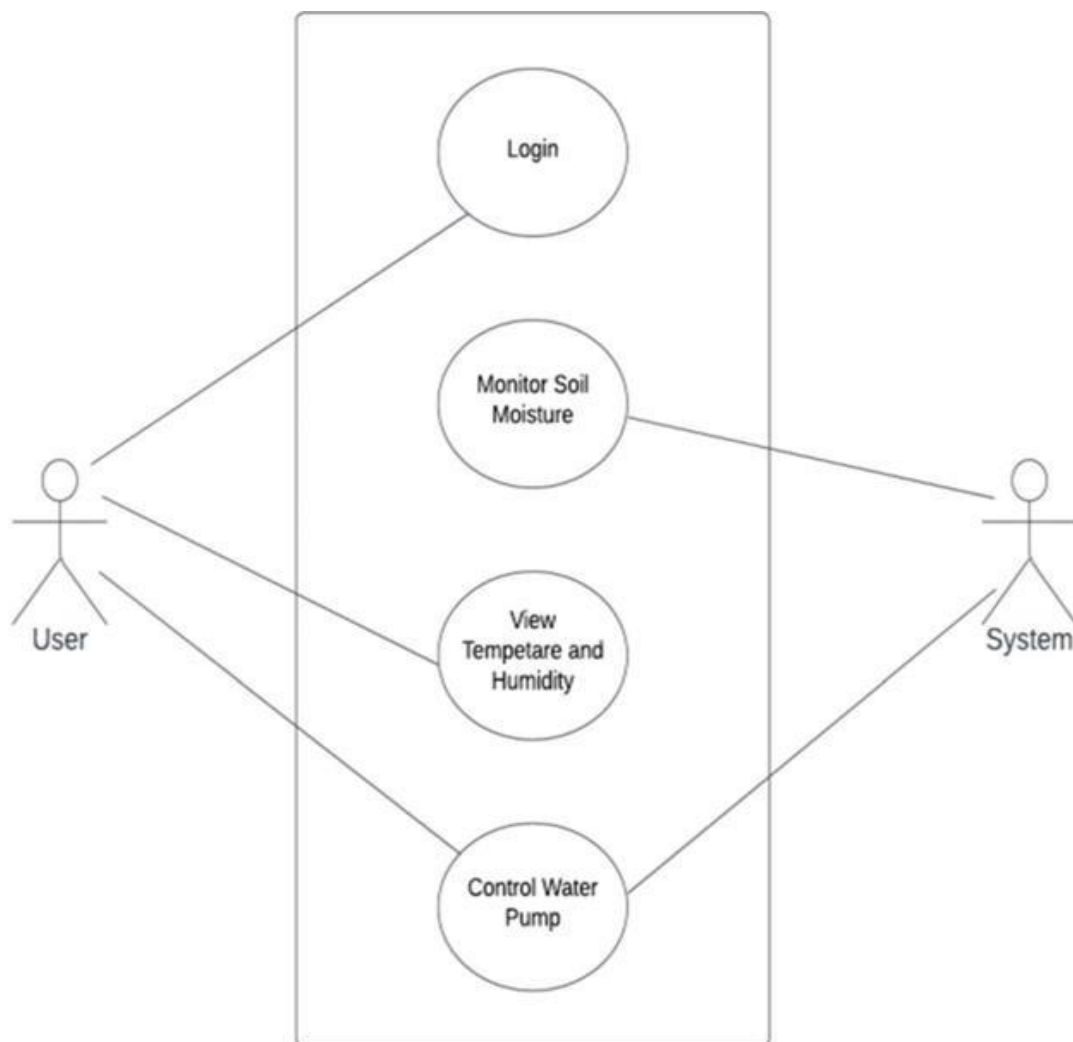 Login
Monitor Soil
Moisture
User
System
View
Tempetare and
Humidity
Control Water
Pump